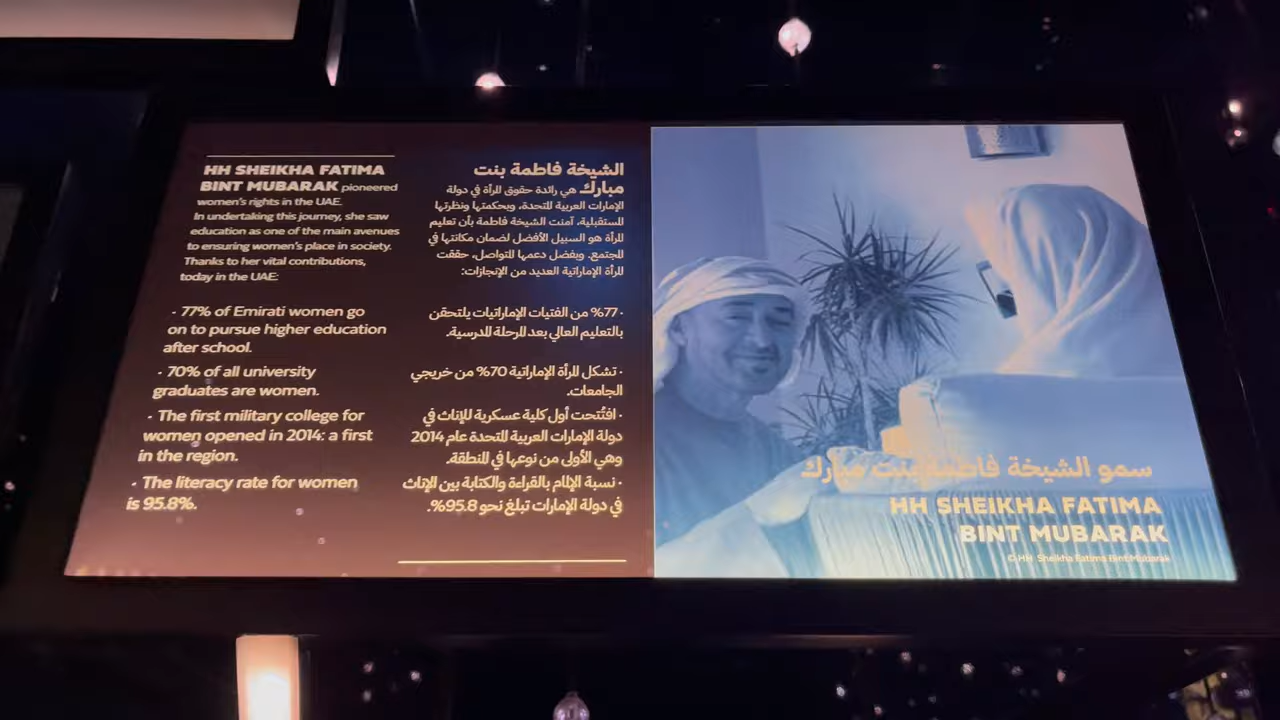 HH SHEIKHA FATIMA
BINT MUBARAK pioneered
women's rights in the UAE.
In undertaking this journey, she saw
education as one of the main avenues
to ensuring women's place in society.
Thanks to her vital contributions,
today in the UAE:
· 77% of Emirati women go
on to pursue higher education
after school.
· 70% of all university
graduates are women.
· The first military college for
women opened in 2014: a first
in the region.
· The literacy rate for women
is 95.8%.
الشيخة فاطمة بنت
مبارك هي رائدة حقوق المرأة في دولة
الإمارات العربية المتحدة، وبحكمتها ونظرتها
المستقبلية، آمنت الشيخة فاطمة بأن تعليم
المرأة هو السبيل الأفضل لضمان مكانتها في
المجتمع. وبفضل دعمها المتواصل، حققت
المرأة الإماراتية العديد من الإنجازات:
· 77% من الفتيات الإماراتيات يلتحقن
بالتعليم العالي بعد المرحلة المدرسية.
· تشكل المرأة الإماراتية 70% من خريجي
الجامعات.
· افتُتحت أول كلية عسكرية للإناث في
دولة الإمارات العربية المتحدة عام 2014
وهي الأولى من نوعها في المنطقة.
· نسبة الإلمام بالقراءة والكتابة بين الإناث
في دولة الإمارات تبلغ نحو 95.8%.
سمو الشيخة فاطمة بنت مبارك
HH SHEIKHA FATIMA
BINT MUBARAK
© HH Sheikha Fatima Bint Mubarak